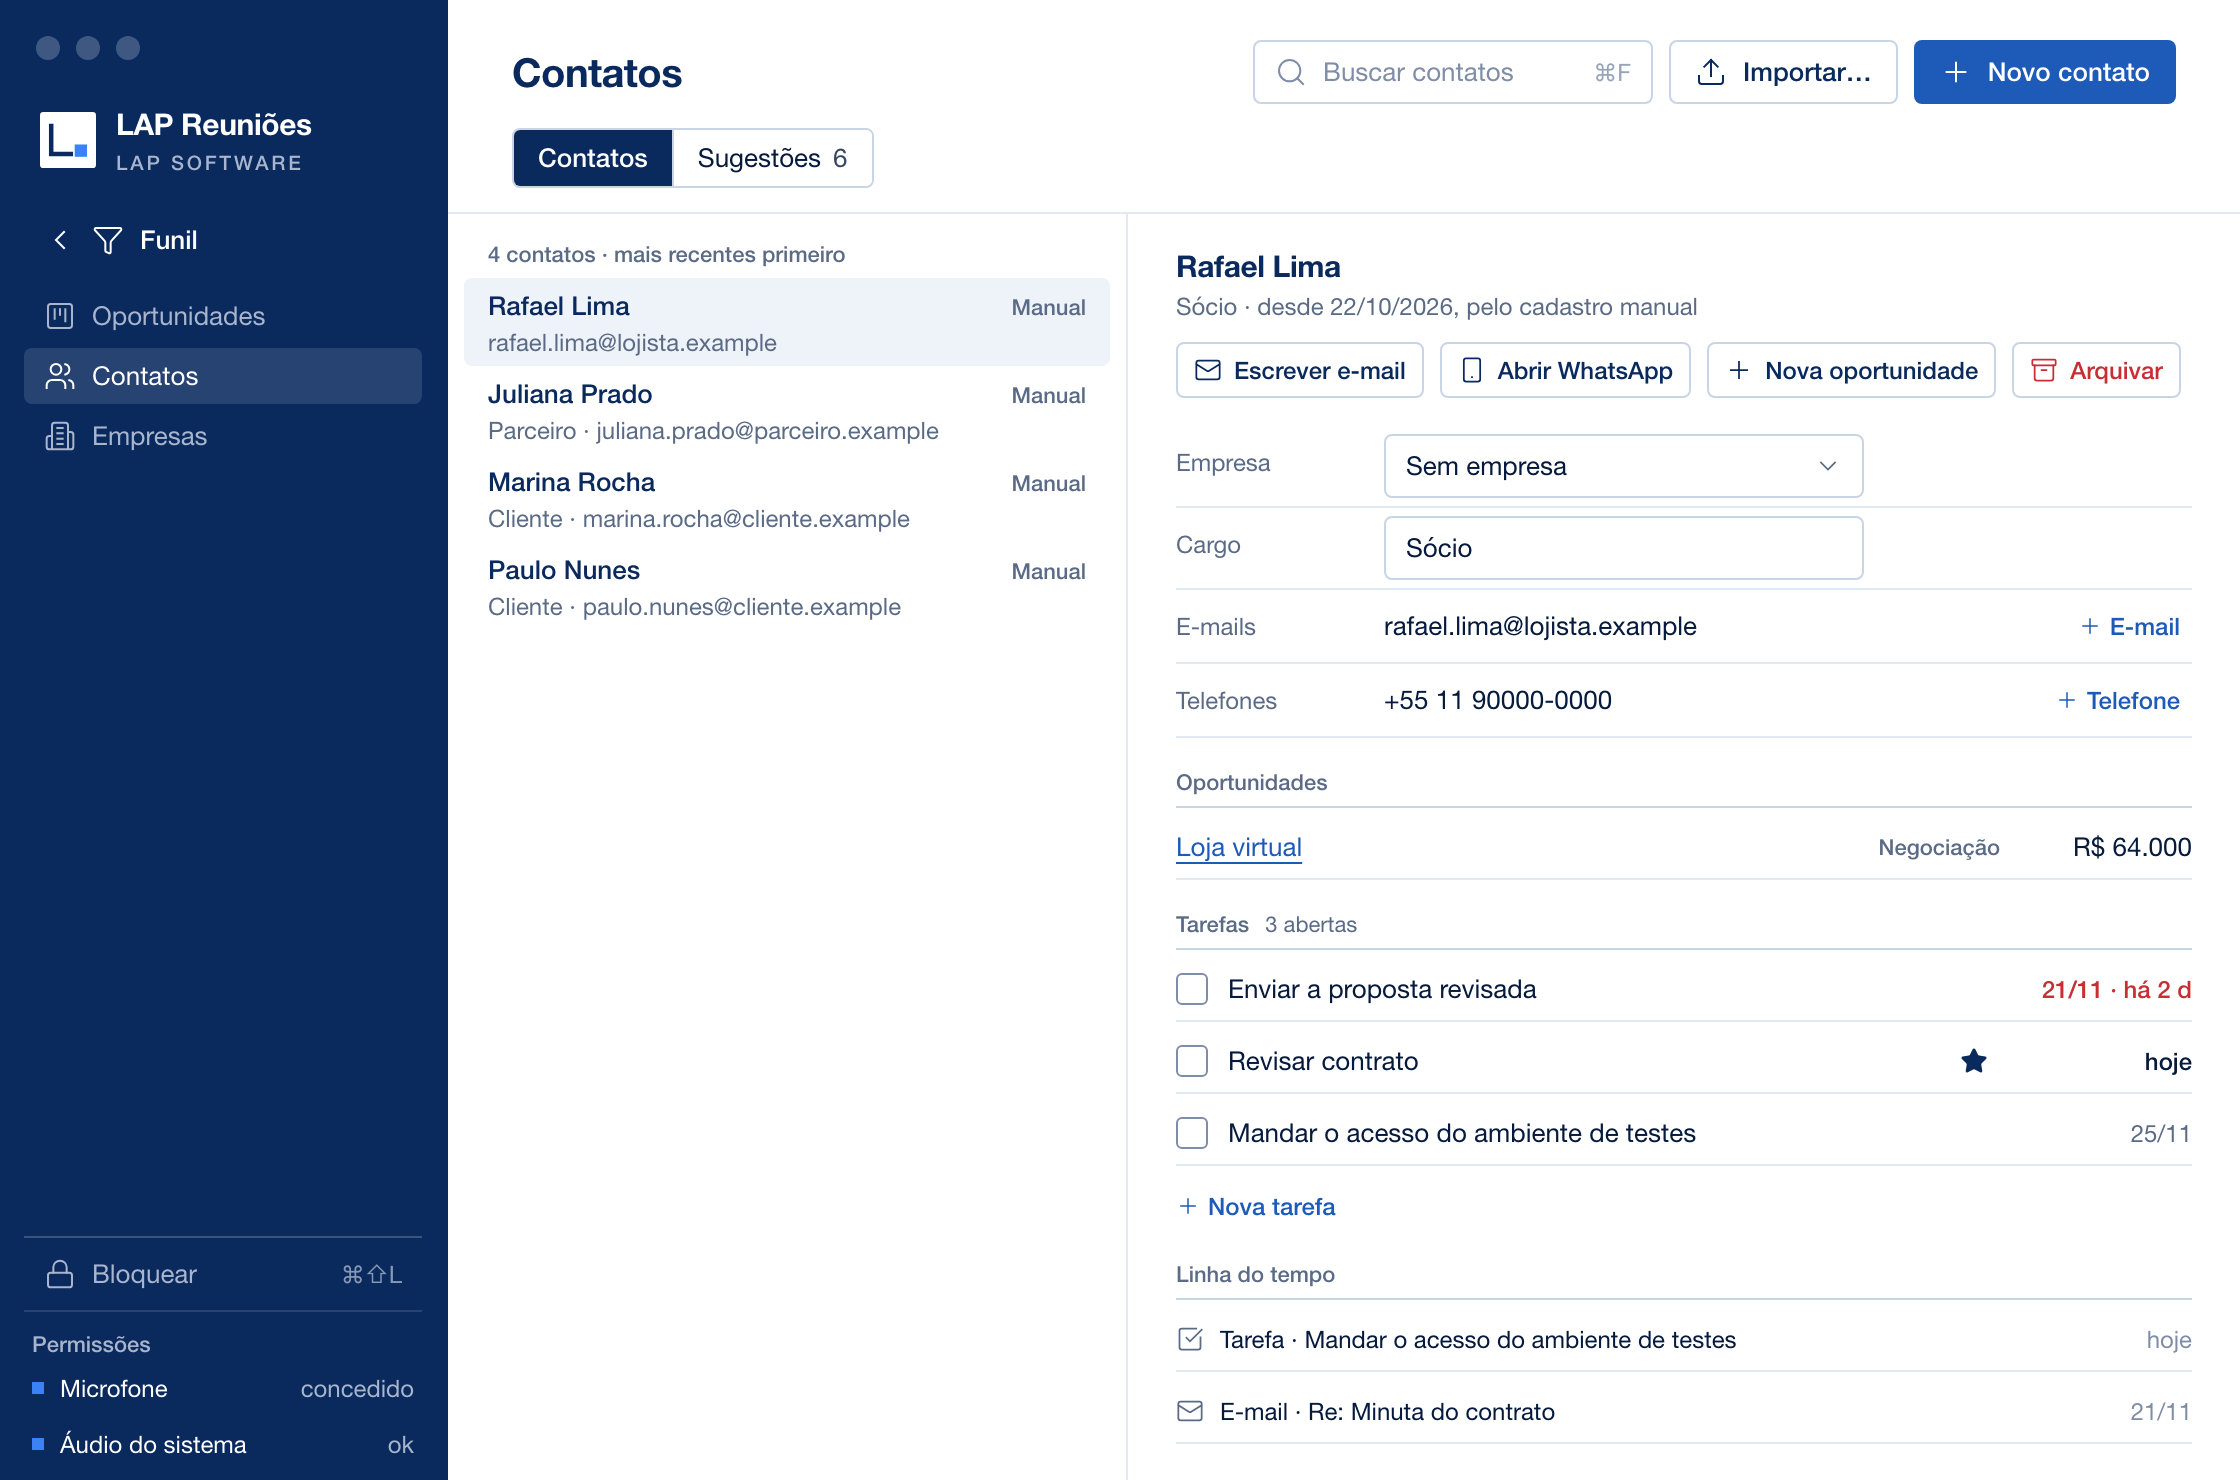 LAP Reuniões
LAP SOFTWARE
Funil
Oportunidades
Contatos
Empresas
Bloquear ⌘⇧L
Permissões
Microfone concedido
Áudio do sistema ok
Contatos
Buscar contatos ⌘F
Importar...
Novo contato
Contatos
Sugestões 6
4 contatos · mais recentes primeiro
Rafael Lima Manual
rafael.lima@lojista.example
Juliana Prado Manual
Parceiro · juliana.prado@parceiro.example
Marina Rocha Manual
Cliente · marina.rocha@cliente.example
Paulo Nunes Manual
Cliente · paulo.nunes@cliente.example
Rafael Lima
Sócio · desde 22/10/2026, pelo cadastro manual
Escrever e-mail
Abrir WhatsApp
+ Nova oportunidade
Arquivar
Empresa Sem empresa
Cargo Sócio
E-mails rafael.lima@lojista.example + E-mail
Telefones +55 11 90000-0000 + Telefone
Oportunidades
Loja virtual Negociação R$ 64.000
Tarefas 3 abertas
Enviar a proposta revisada 21/11 · há 2 d
Revisar contrato ★ hoje
Mandar o acesso do ambiente de testes 25/11
+ Nova tarefa
Linha do tempo
Tarefa · Mandar o acesso do ambiente de testes hoje
E-mail · Re: Minuta do contrato 21/11